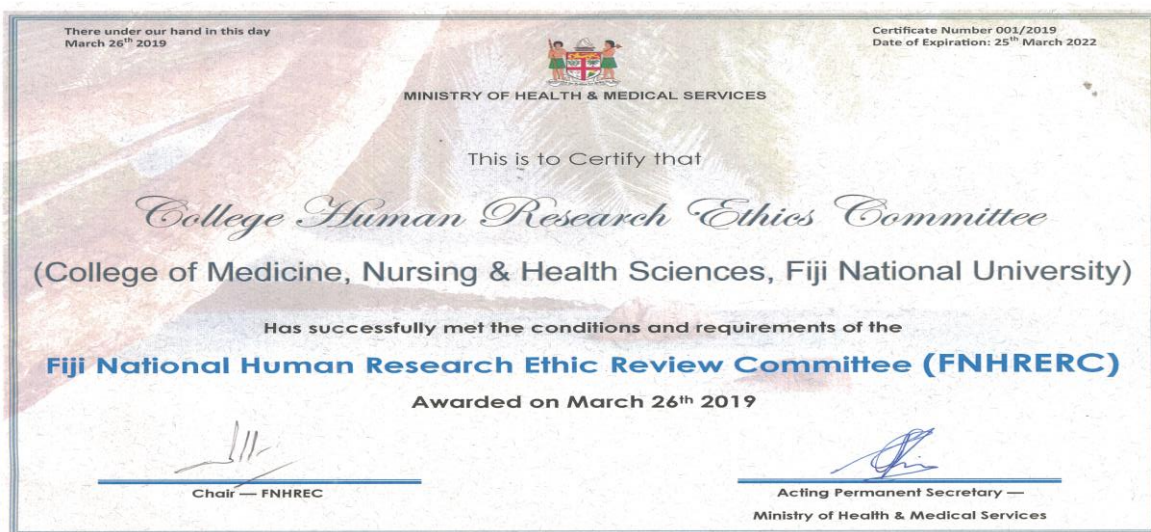 There under our hand in this day
March 26th 2019
Certificate Number 001/2019
Date of Expiration: 25th March 2022
MINISTRY OF HEALTH & MEDICAL SERVICES
This is to Certify that
College Human Research Ethics Committee
(College of Medicine, Nursing & Health Sciences, Fiji National University)
Has successfully met the conditions and requirements of the
Fiji National Human Research Ethic Review Committee (FNHRERC)
Awarded on March 26th 2019
Chair — FNHREC
Acting Permanent Secretary —
Ministry of Health & Medical Services